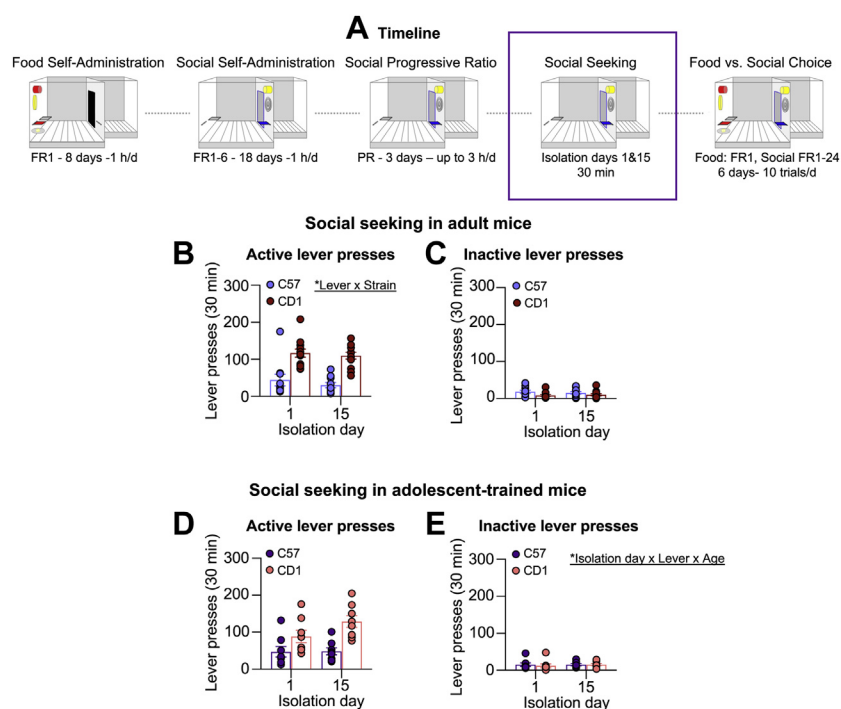 A Timeline
Food Self-Administration
FR1 - 8 days -1 h/d
Social Self-Administration
FR1-6 - 18 days -1 h/d
Social Progressive Ratio
PR - 3 days – up to 3 h/d
Social Seeking
Isolation days 1&15
30 min
Food vs. Social Choice
Food: FR1, Social FR1-24
6 days- 10 trials/d
Social seeking in adult mice
B Active lever presses
Lever presses (30 min)
300
200
100
0
C57
CD1
*Lever x Strain
1 15
Isolation day
C Inactive lever presses
Lever presses (30 min)
300
200
100
0
C57
CD1
1 15
Isolation day
Social seeking in adolescent-trained mice
D Active lever presses
Lever presses (30 min)
300
200
100
0
C57
CD1
1 15
Isolation day
E Inactive lever presses
Lever presses (30 min)
300
200
100
0
C57
CD1
*Isolation day x Lever x Age
1 15
Isolation day